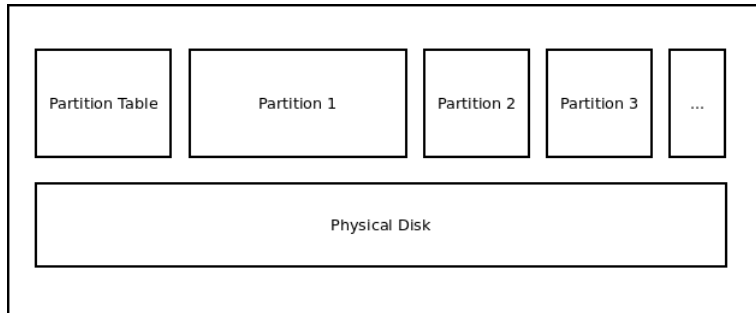 Partition Table
Partition 1
Partition 2
Partition 3
...
Physical Disk